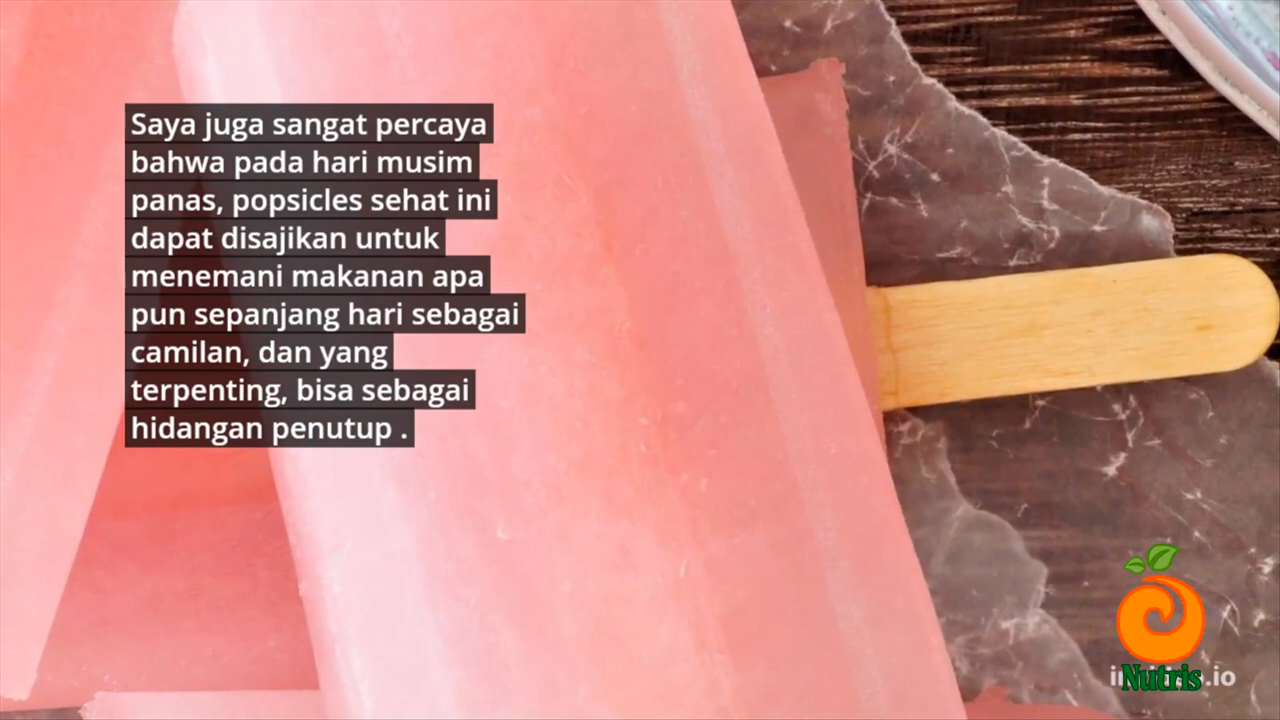 Saya juga sangat percaya
bahwa pada hari musim
panas, popsicles sehat ini
dapat disajikan untuk
menemani makanan apa
pun sepanjang hari sebagai
camilan, dan yang
terpenting, bisa sebagai
hidangan penutup .
Nutris
.io